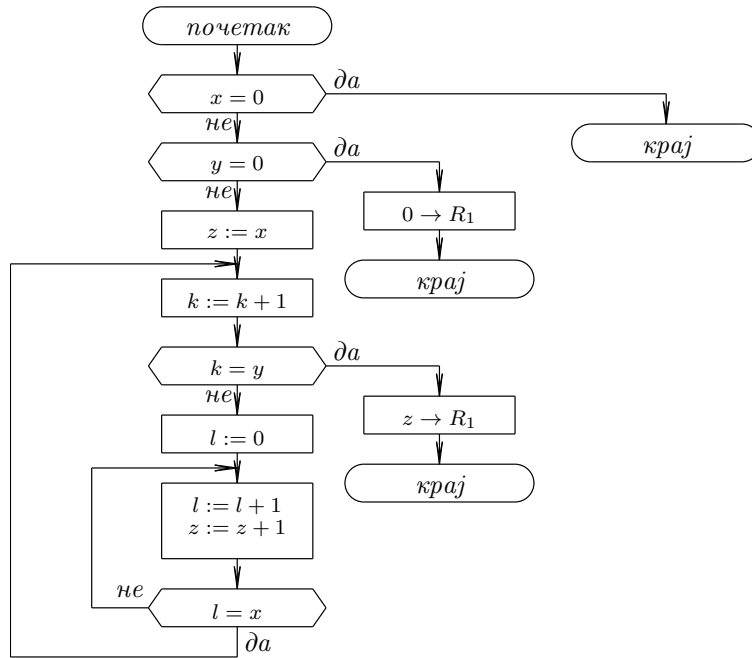 почетак
x = 0
да
крај
не
y = 0
да
0 → R₁
крај
не
z := x
k := k + 1
k = y
да
z → R₁
крај
не
l := 0
l := l + 1
z := z + 1
l = x
не
да